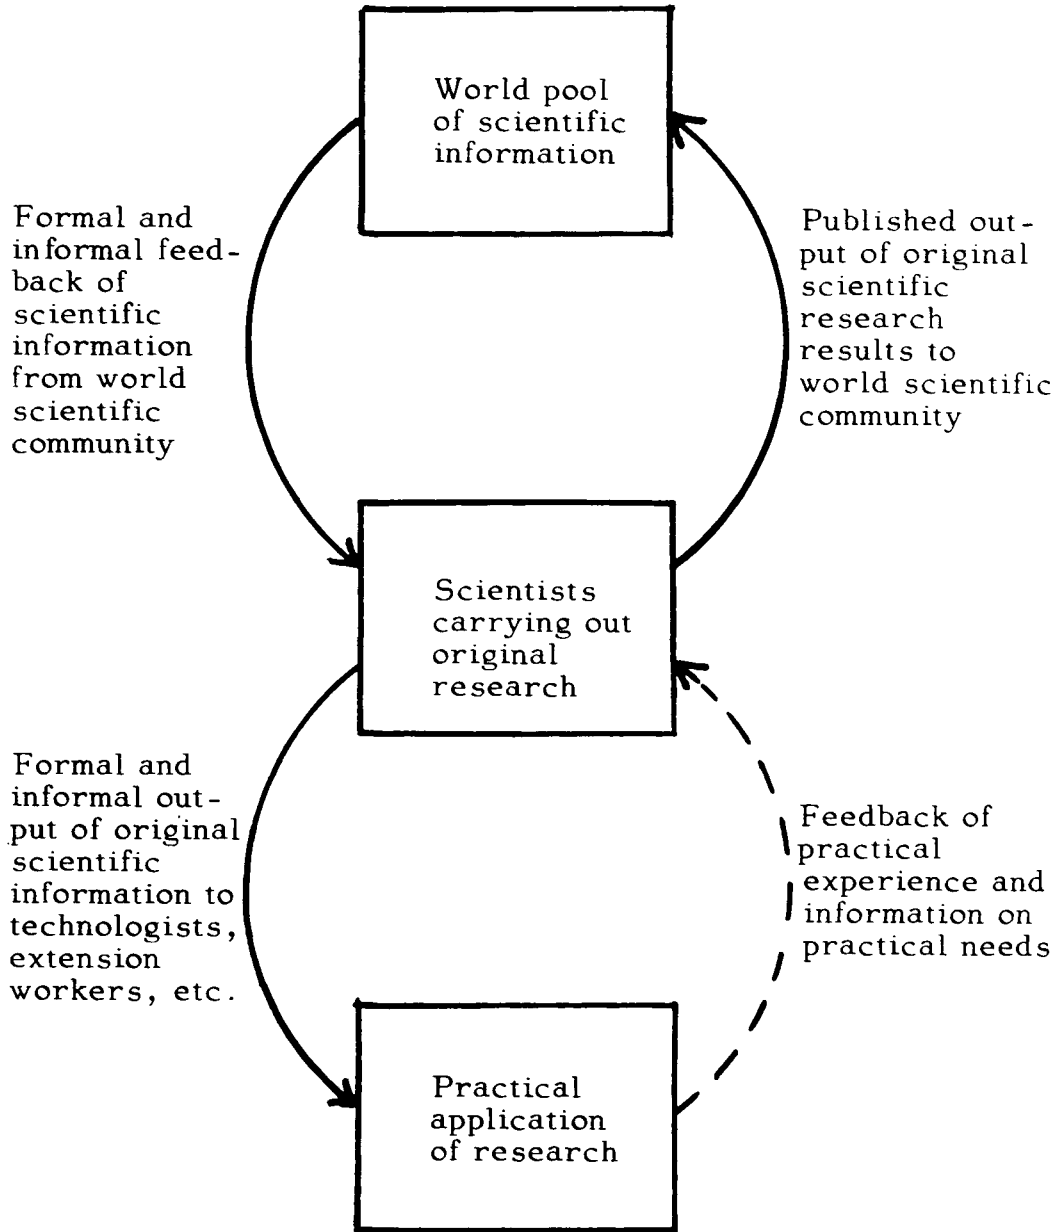 World pool
of scientific
information
Formal and
informal feed-
back of
scientific
information
from world
scientific
community
Published out-
put of original
scientific
research
results to
world scientific
community
Scientists
carrying out
original
research
Formal and
informal out-
put of original
scientific
information to
technologists,
extension
workers, etc.
Feedback of
practical
experience and
information on
practical needs
Practical
application
of research